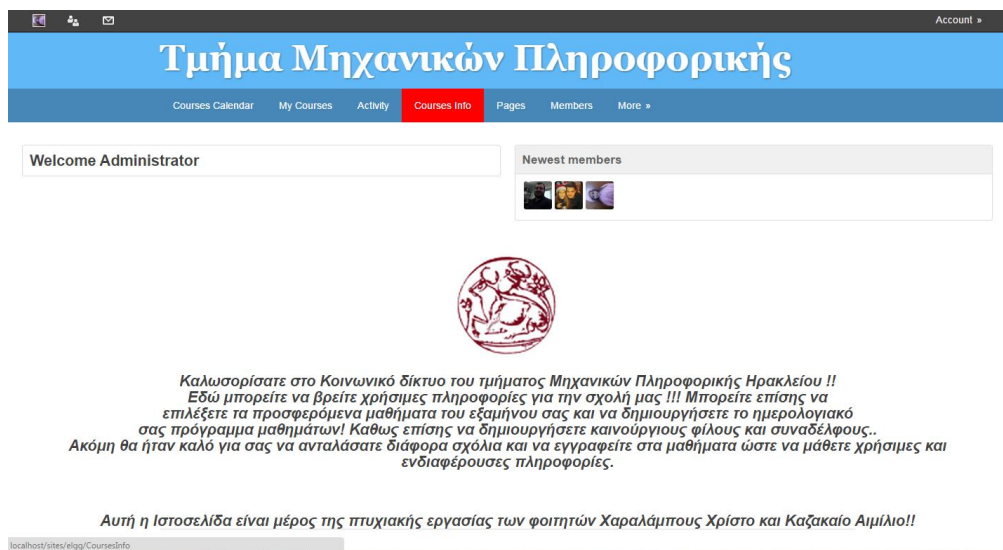 Account »
Τμήμα Μηχανικών Πληροφορικής
Courses Calendar My Courses Activity Courses Info Pages Members More »
Welcome Administrator
Newest members
Καλωσορίσατε στο Κοινωνικό δίκτυο του τμήματος Μηχανικών Πληροφορικής Ηρακλείου !!
Εδώ μπορείτε να βρείτε χρήσιμες πληροφορίες για την σχολή μας !!! Μπορείτε επίσης να
επιλέξετε τα προσφερόμενα μαθήματα του εξαμήνου σας και να δημιουργήσετε το ημερολογιακό
σας πρόγραμμα μαθημάτων! Καθως επίσης να δημιουργήσετε καινούργιους φίλους και συναδέλφους..
Ακόμη θα ήταν καλό για σας να ανταλάσατε διάφορα σχόλια και να εγγραφείτε στα μαθήματα ώστε να μάθετε χρήσιμες και
ενδιαφέρουσες πληροφορίες.
Αυτή η Ιστοσελίδα είναι μέρος της πτυχιακής εργασίας των φοιτητών Χαραλάμπους Χρίστο και Καζακαίο Αιμίλιο!!
localhost/sites/elgg/CoursesInfo